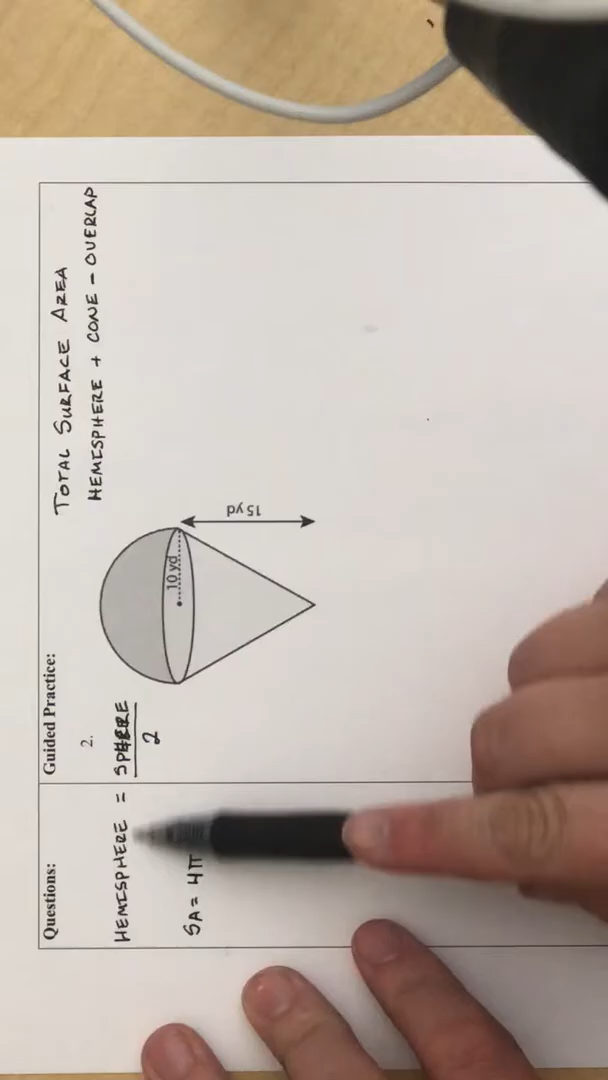 Questions:
HEMISPHERE = SPHERE
2
SA = 4π
Guided Practice:
2.
10 yd
15 yd
TOTAL SURFACE AREA
HEMISPHERE + CONE - OVERLAP